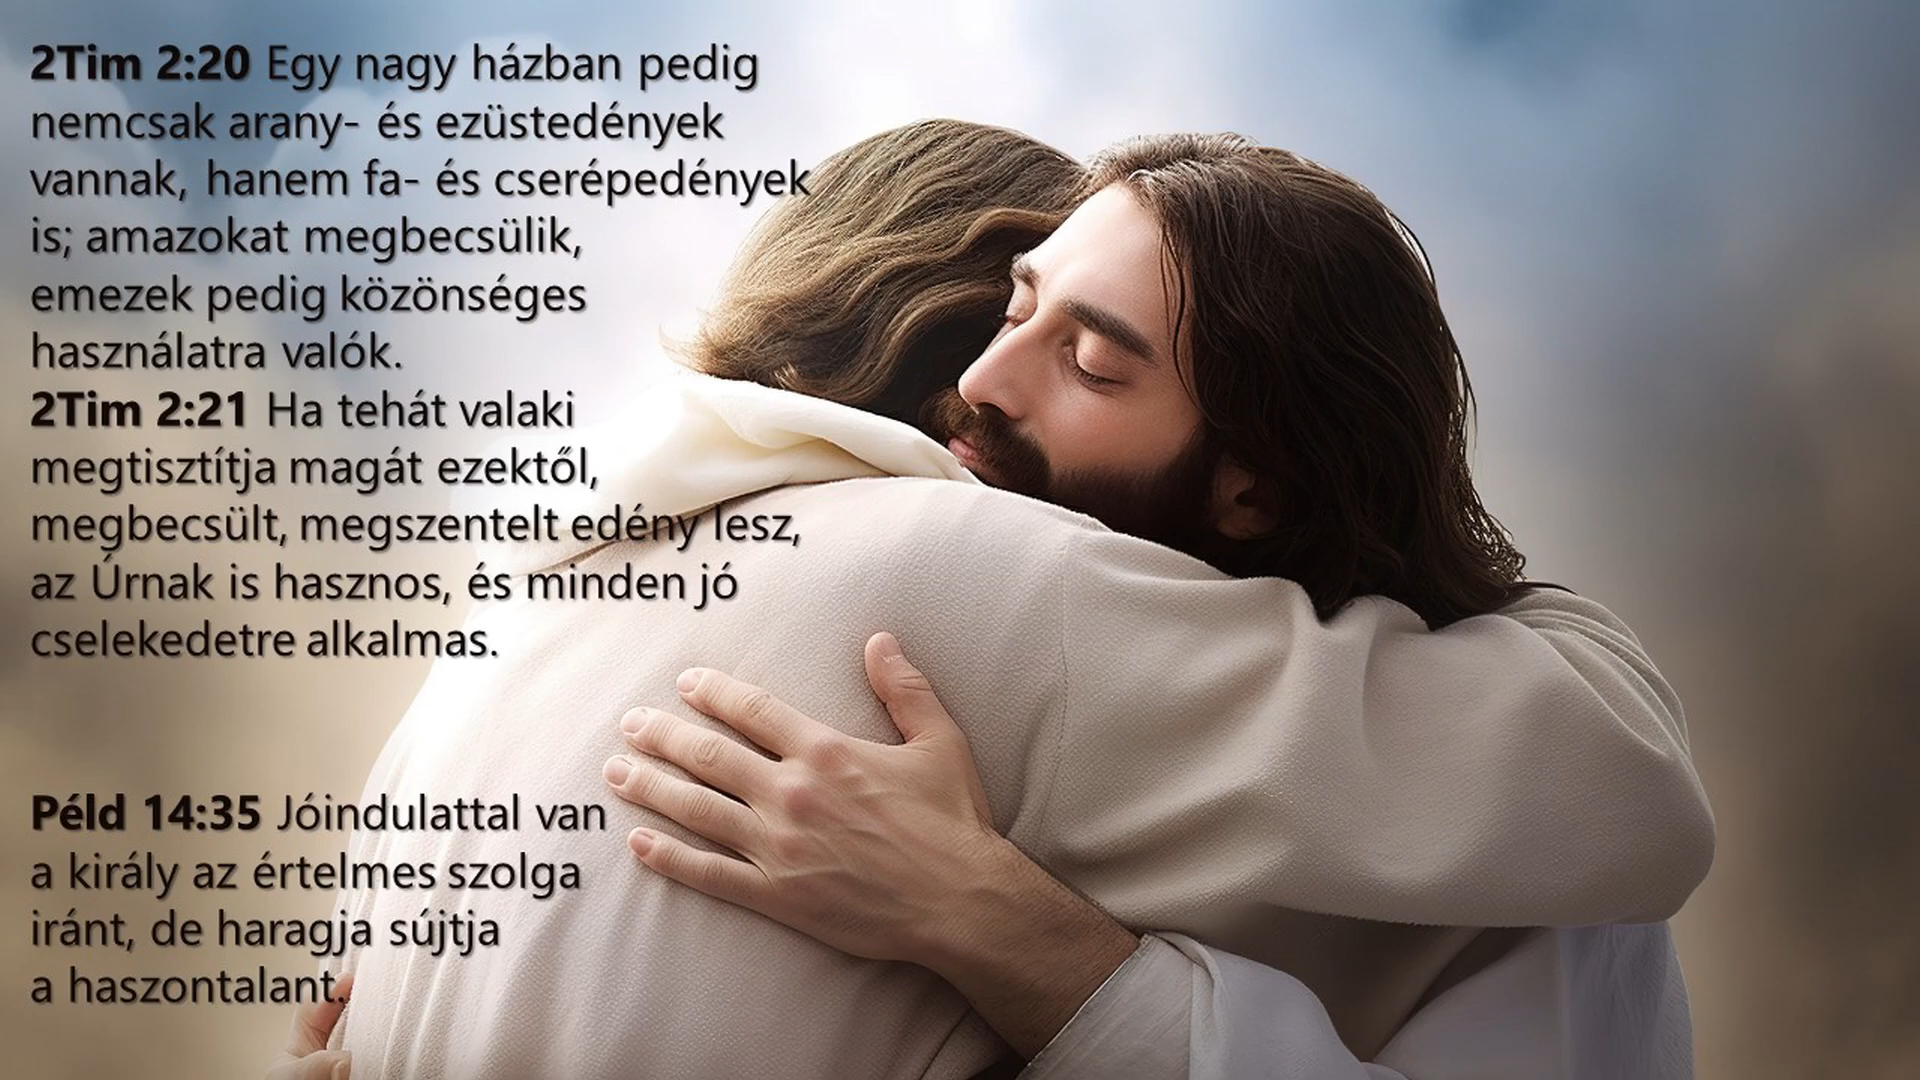 2Tim 2:20 Egy nagy házban pedig
nemcsak arany- és ezüstedények
vannak, hanem fa- és cserépedények
is; amazokat megbecsülik,
emezek pedig közönséges
használatra valók.
2Tim 2:21 Ha tehát valaki
megtisztítja magát ezektől,
megbecsült, megszentelt edény lesz,
az Úrnak is hasznos, és minden jó
cselekedetre alkalmas.
Péld 14:35 Jóindulattal van
a király az értelmes szolga
iránt, de haragja sújtja
a haszontalant.